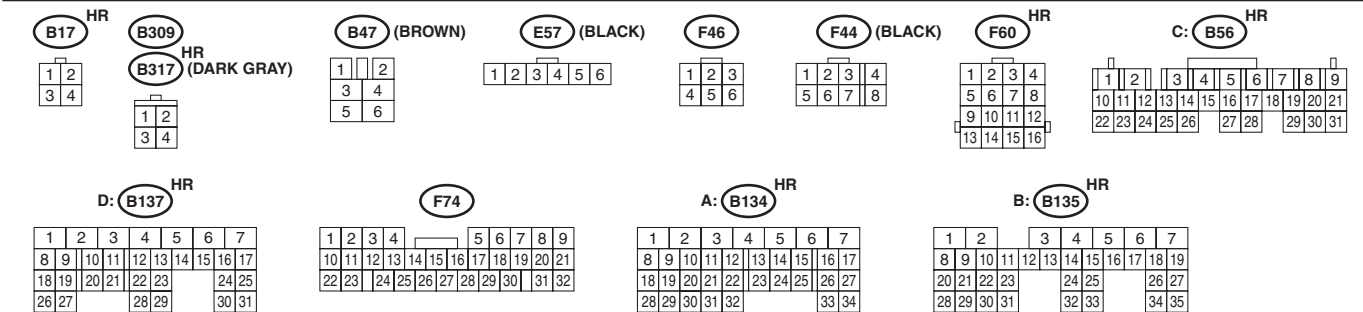 B17 HR
1 2
3 4
B309
B317 HR (DARK GRAY)
1 2
3 4
B47 (BROWN)
1 2
3 4
5 6
E57 (BLACK)
1 2 3 4 5 6
F46
1 2 3
4 5 6
F44 (BLACK)
1 2 3 4
5 6 7 8
F60 HR
1 2 3 4
5 6 7 8
9 10 11 12
13 14 15 16
C: B56 HR
1 2 3 4 5 6 7 8 9
10 11 12 13 14 15 16 17 18 19 20 21
22 23 24 25 26 27 28 29 30 31
D: B137 HR
1 2 3 4 5 6 7
8 9 10 11 12 13 14 15 16 17
18 19 20 21 22 23 24 25
26 27 28 29 30 31
F74
1 2 3 4 5 6 7 8 9
10 11 12 13 14 15 16 17 18 19 20 21
22 23 24 25 26 27 28 29 30 31 32
A: B134 HR
1 2 3 4 5 6 7
8 9 10 11 12 13 14 15 16 17
18 19 20 21 22 23 24 25 26 27
28 29 30 31 32 33 34
B: B135 HR
1 2 3 4 5 6 7
8 9 10 11 12 13 14 15 16 17 18 19
20 21 22 23 24 25 26 27
28 29 30 31 32 33 34 35